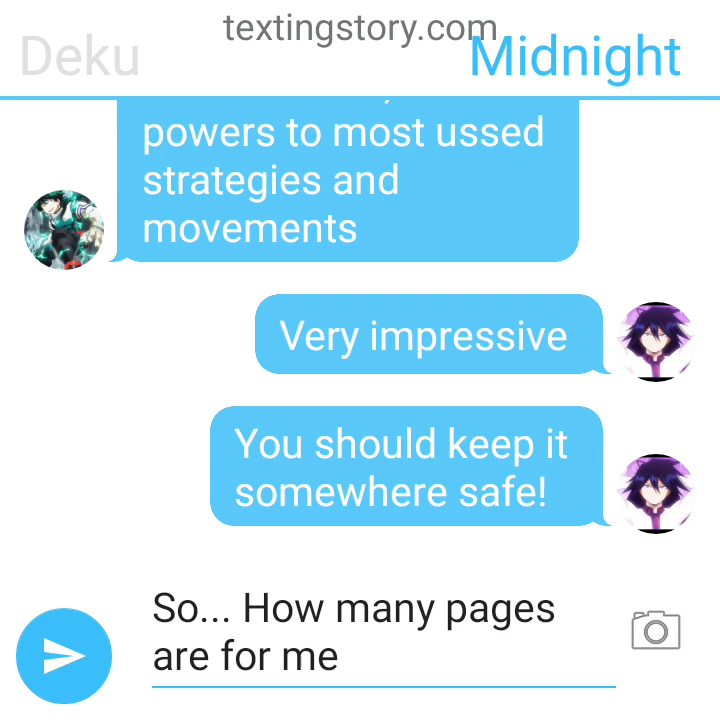 textingstory.com
Deku
Midnight
powers to most ussed
strategies and
movements
Very impressive
You should keep it
somewhere safe!
So... How many pages
are for me